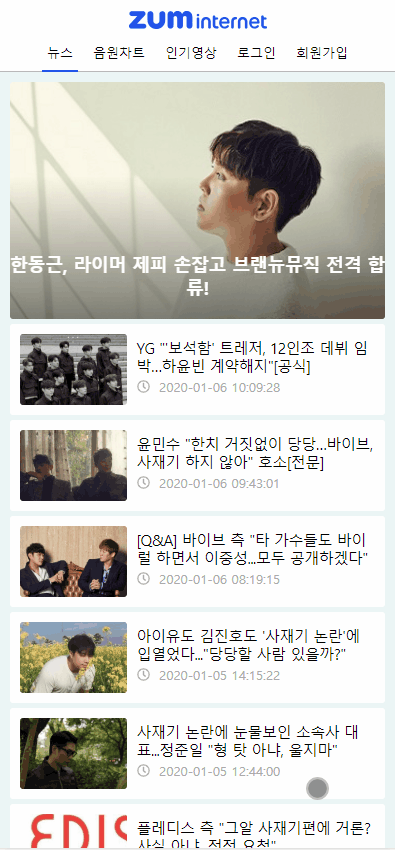 zum internet
뉴스 음원차트 인기영상 로그인 회원가입
한동근, 라이머 제피 손잡고 브랜뉴뮤직 전격 합
류!
YG "'보석함' 트레저, 12인조 데뷔 임
박…하윤빈 계약해지"[공식]
2020-01-06 10:09:28
윤민수 "한치 거짓없이 당당…바이브,
사재기 하지 않아" 호소[전문]
2020-01-06 09:43:01
[Q&A] 바이브 측 "타 가수들도 바이
럴 하면서 이중성...모두 공개하겠다"
2020-01-06 08:19:15
아이유도 김진호도 '사재기 논란'에
입열었다..."당당할 사람 있을까?"
2020-01-05 14:15:22
사재기 논란에 눈물보인 소속사 대
표...정준일 "형 탓 아냐, 울지마"
2020-01-05 12:44:00
플레디스 측 "그알 사재기편에 거론?
사실 아냐, 정정 요청"